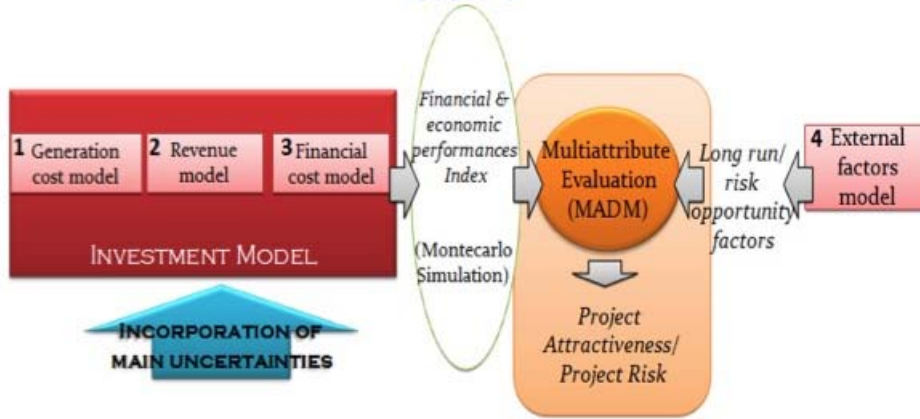 1 Generation
cost model
2 Revenue
model
3 Financial
cost model
INVESTMENT MODEL
INCORPORATION OF
MAIN UNCERTAINTIES
Financial &
economic
performances
Index
(Montecarlo
Simulation)
Multiattribute
Evaluation
(MADM)
Project
Attractiveness/
Project Risk
Long run/
risk
opportunity
factors
4 External
factors
model